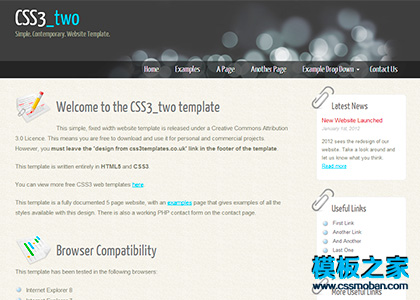 CSS3_two
Simple. Contemporary. Website Template.
Home Examples A Page Another Page Example Drop Down Contact Us
Welcome to the CSS3_two template
This simple, fixed width website template is released under a Creative Commons Attribution
3.0 Licence. This means you are free to download and use it for personal and commercial projects.
However, you must leave the 'design from css3templates.co.uk' link in the footer of the template.
This template is written entirely in HTML5 and CSS3.
You can view more free CSS3 web templates here.
This template is a fully documented 5 page website, with an examples page that gives examples of all the
styles available with this design. There is also a working PHP contact form on the contact page.
Browser Compatibility
This template has been tested in the following browsers:
Internet Explorer 8
Latest News
New Website Launched
January 1st, 2012
2012 sees the redesign of our
website. Take a look around and
let us know what you think.
Read more
Useful Links
First Link
Another Link
And Another
Last One
More Useful Links
模板之家
www.cssmoban.com